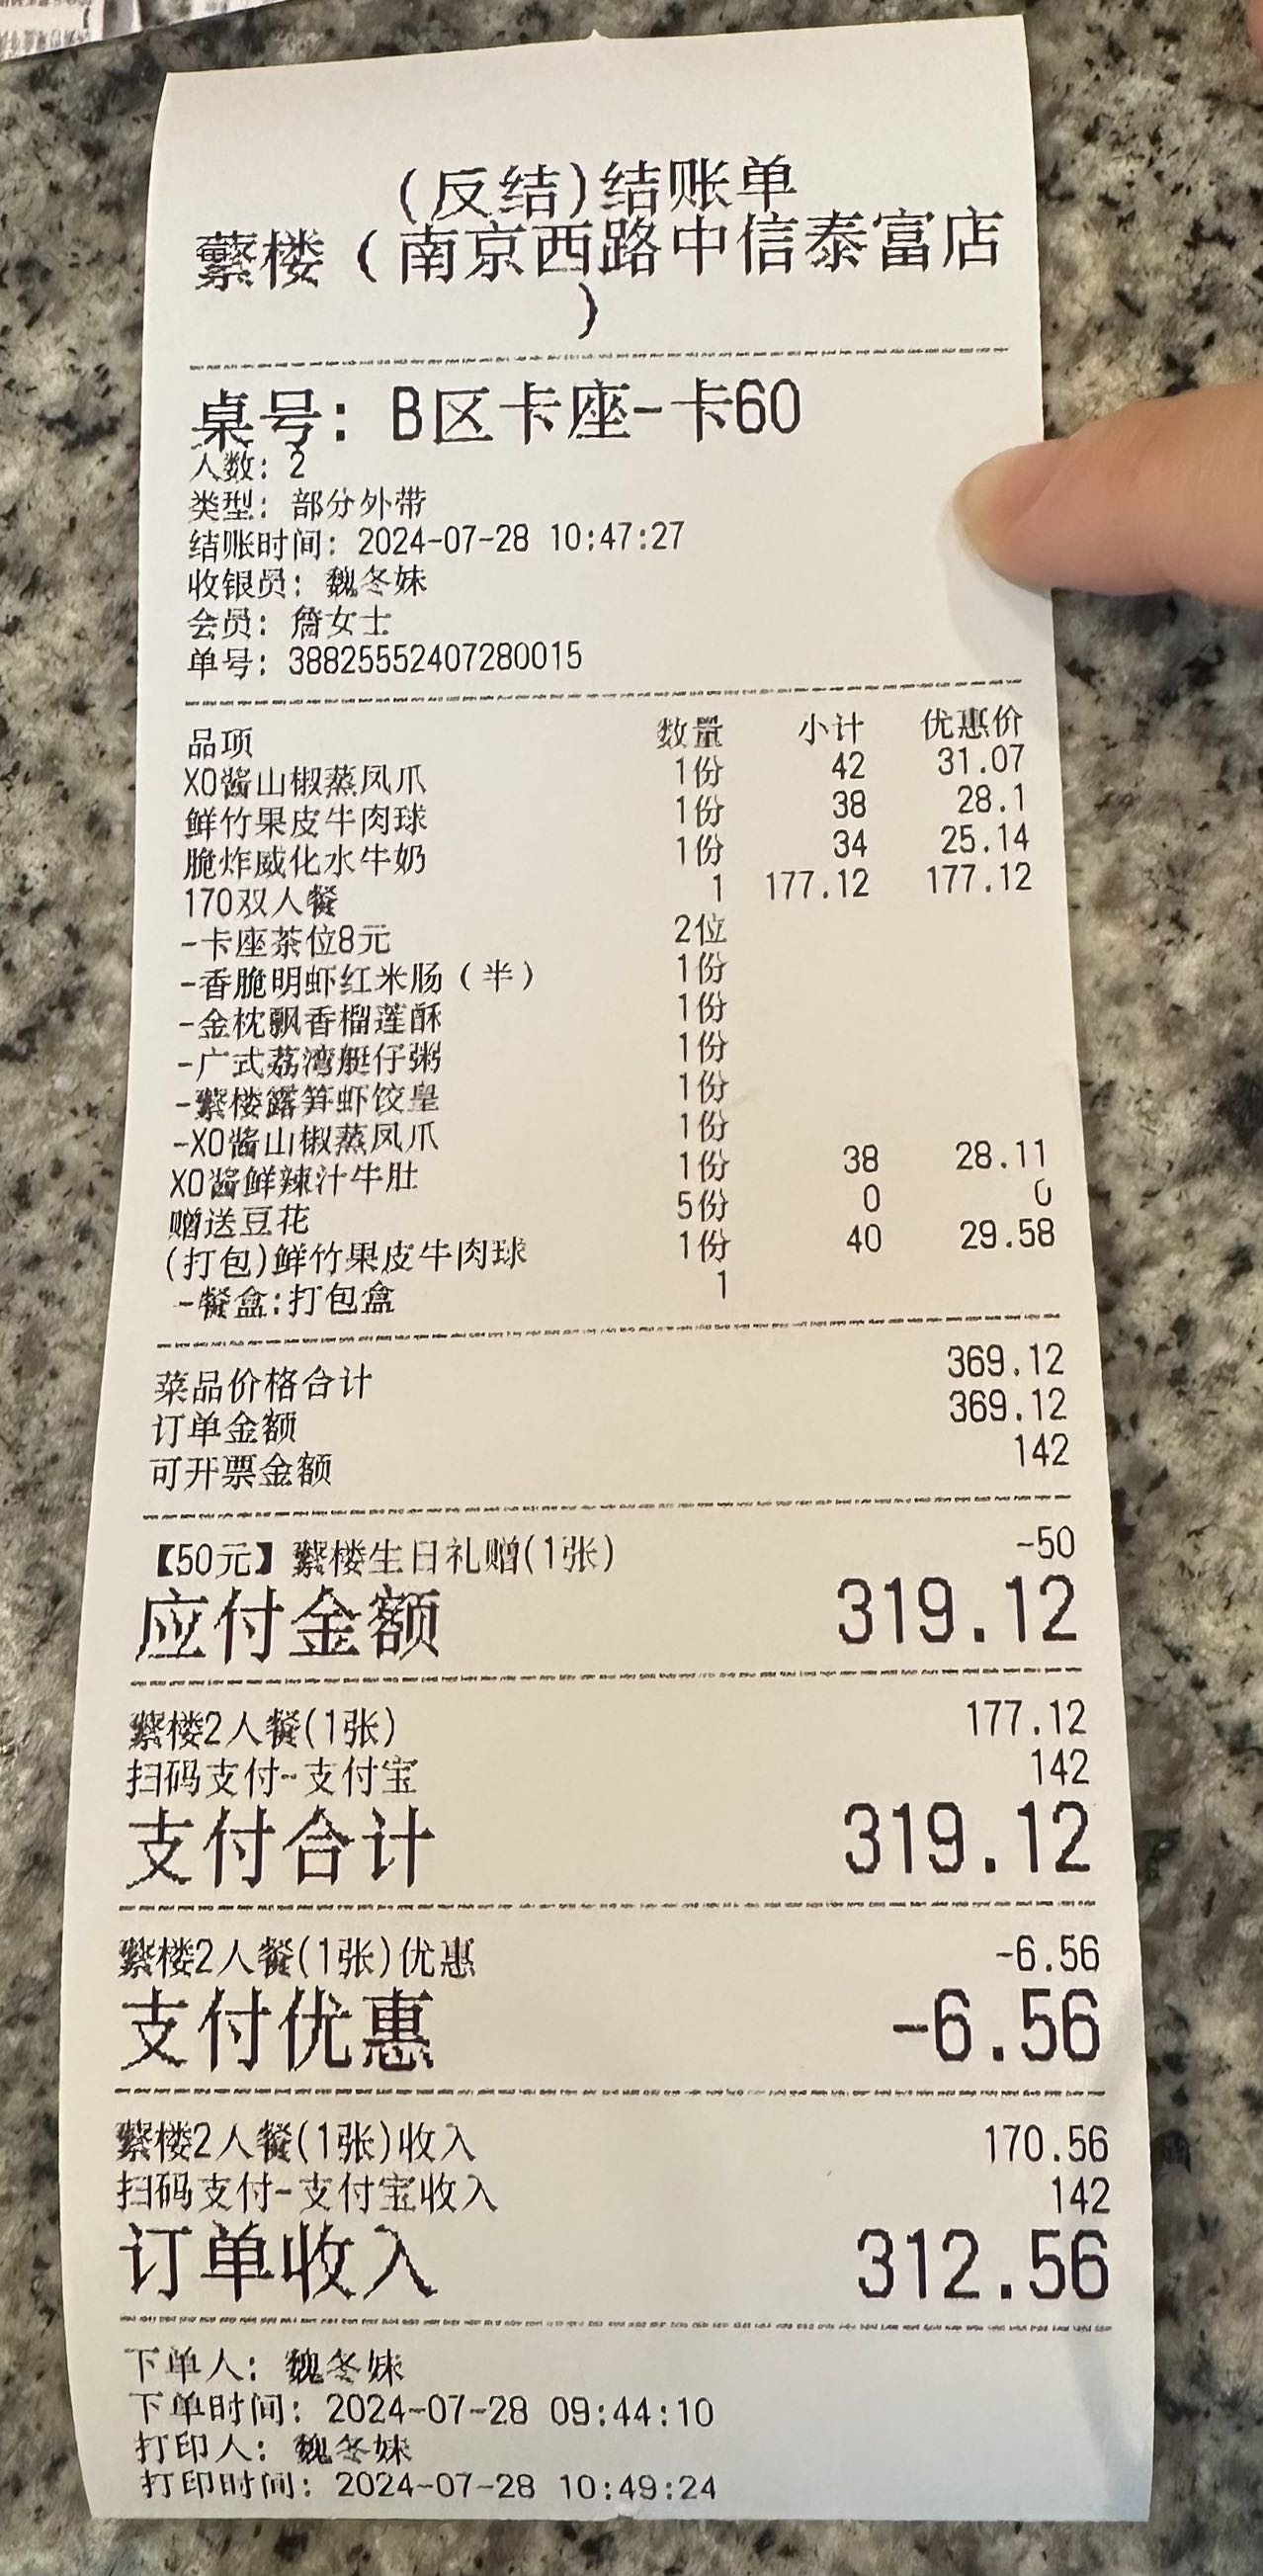 (反结)结账单
蘩楼（南京西路中信泰富店
）
桌号: B区卡座-卡60
人数: 2
类型: 部分外带
结账时间: 2024-07-28 10:47:27
收银员: 魏冬妹
会员: 詹女士
单号: 38825552407280015
品项 数量 小计 优惠价
XO酱山椒蒸凤爪 1份 42 31.07
鲜竹果皮牛肉球 1份 38 28.1
脆炸威化水牛奶 1份 34 25.14
170双人餐 1 177.12 177.12
-卡座茶位8元 2位
-香脆明虾红米肠（半） 1份
-金枕飘香榴莲酥 1份
-广式荔湾艇仔粥 1份
-蘩楼露笋虾饺皇 1份
-XO酱山椒蒸凤爪 1份
XO酱鲜辣汁牛肚 1份 38 28.11
赠送豆花 5份 0 0
(打包)鲜竹果皮牛肉球 1份 40 29.58
-餐盒:打包盒 1
菜品价格合计 369.12
订单金额 369.12
可开票金额 142
【50元】蘩楼生日礼赠(1张) -50
应付金额 319.12
蘩楼2人餐(1张) 177.12
扫码支付-支付宝 142
支付合计 319.12
蘩楼2人餐(1张)优惠 -6.56
支付优惠 -6.56
蘩楼2人餐(1张)收入 170.56
扫码支付-支付宝收入 142
订单收入 312.56
下单人: 魏冬妹
下单时间: 2024-07-28 09:44:10
打印人: 魏冬妹
打印时间: 2024-07-28 10:49:24